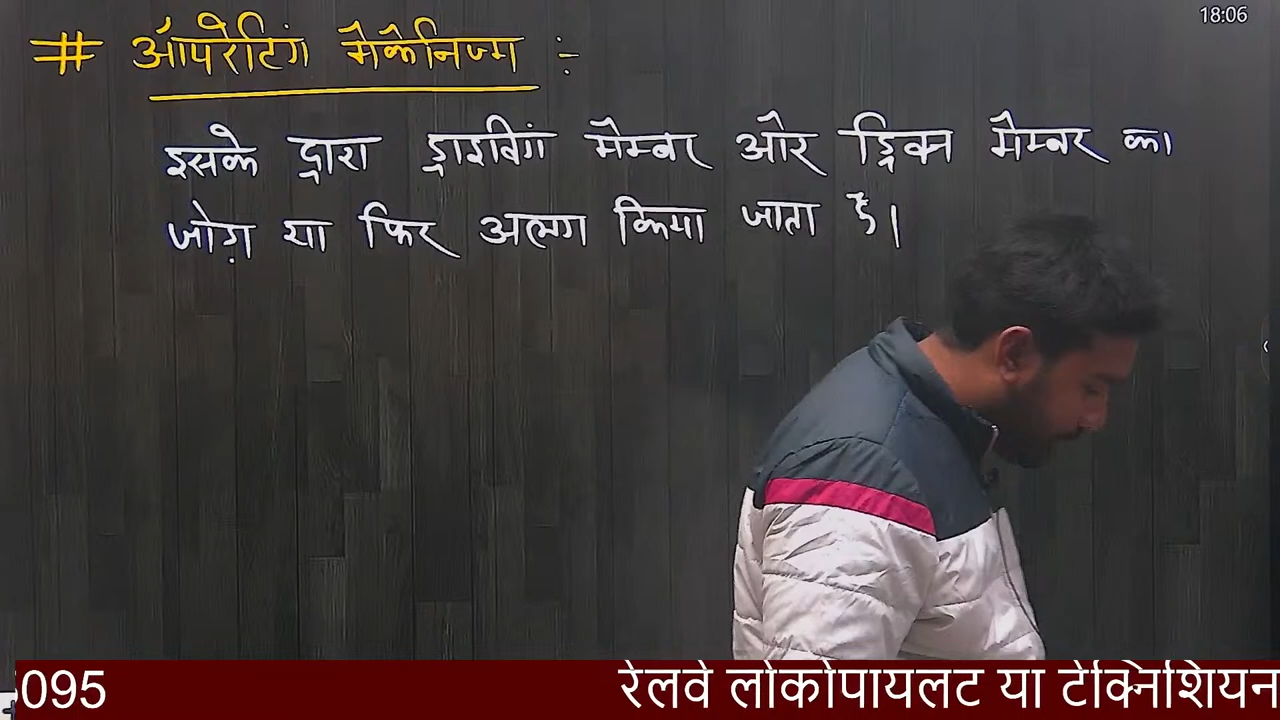 18:06
# ऑपरेटिंग मेकेनिज्म :-
इसके द्वारा ड्राइविंग मेम्बर और ड्रिवन मेम्बर का
जोड़ या फिर अलग किया जाता है।
095 रेलवे लोकोपायलट या टेक्निशियन